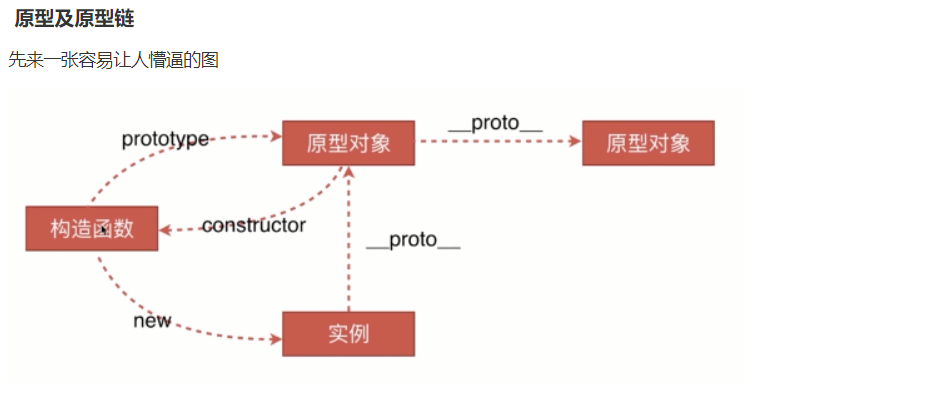 原型及原型链
先来一张容易让人懵逼的图
prototype
原型对象
__proto__
原型对象
构造函数
constructor
__proto__
new
实例